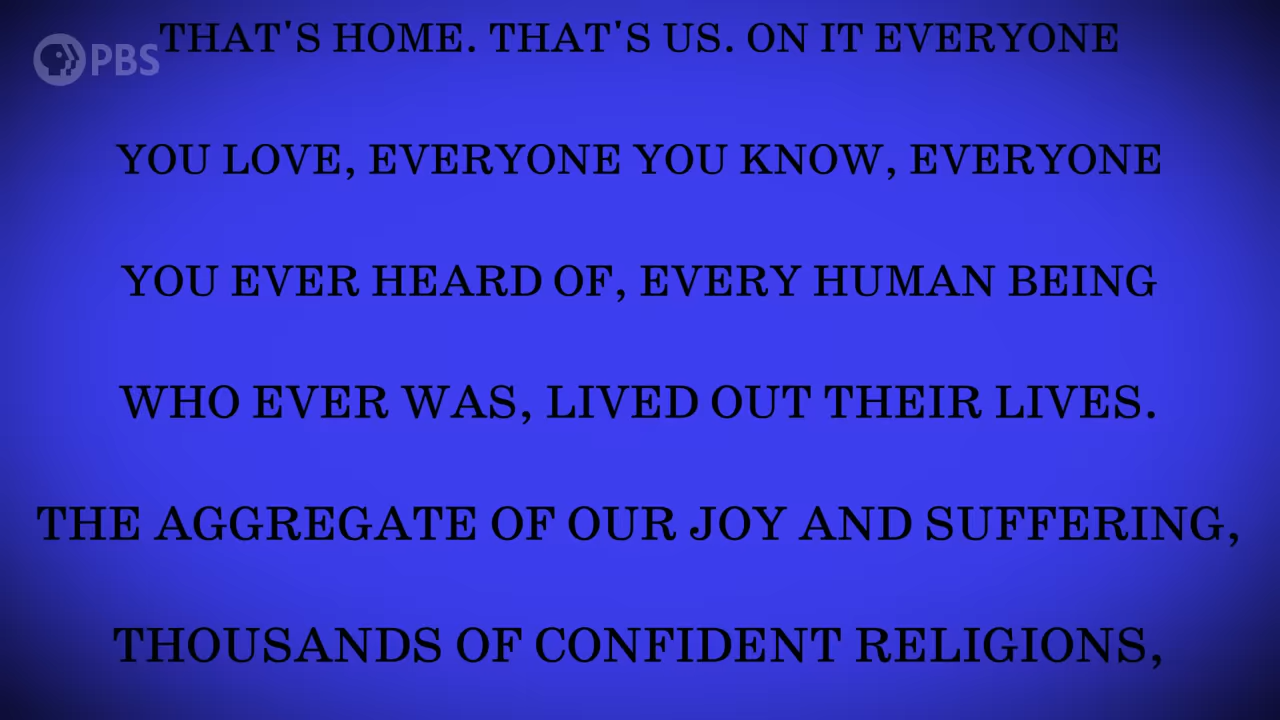 THAT'S HOME. THAT'S US. ON IT EVERYONE
PBS
YOU LOVE, EVERYONE YOU KNOW, EVERYONE
YOU EVER HEARD OF, EVERY HUMAN BEING
WHO EVER WAS, LIVED OUT THEIR LIVES.
THE AGGREGATE OF OUR JOY AND SUFFERING,
THOUSANDS OF CONFIDENT RELIGIONS,